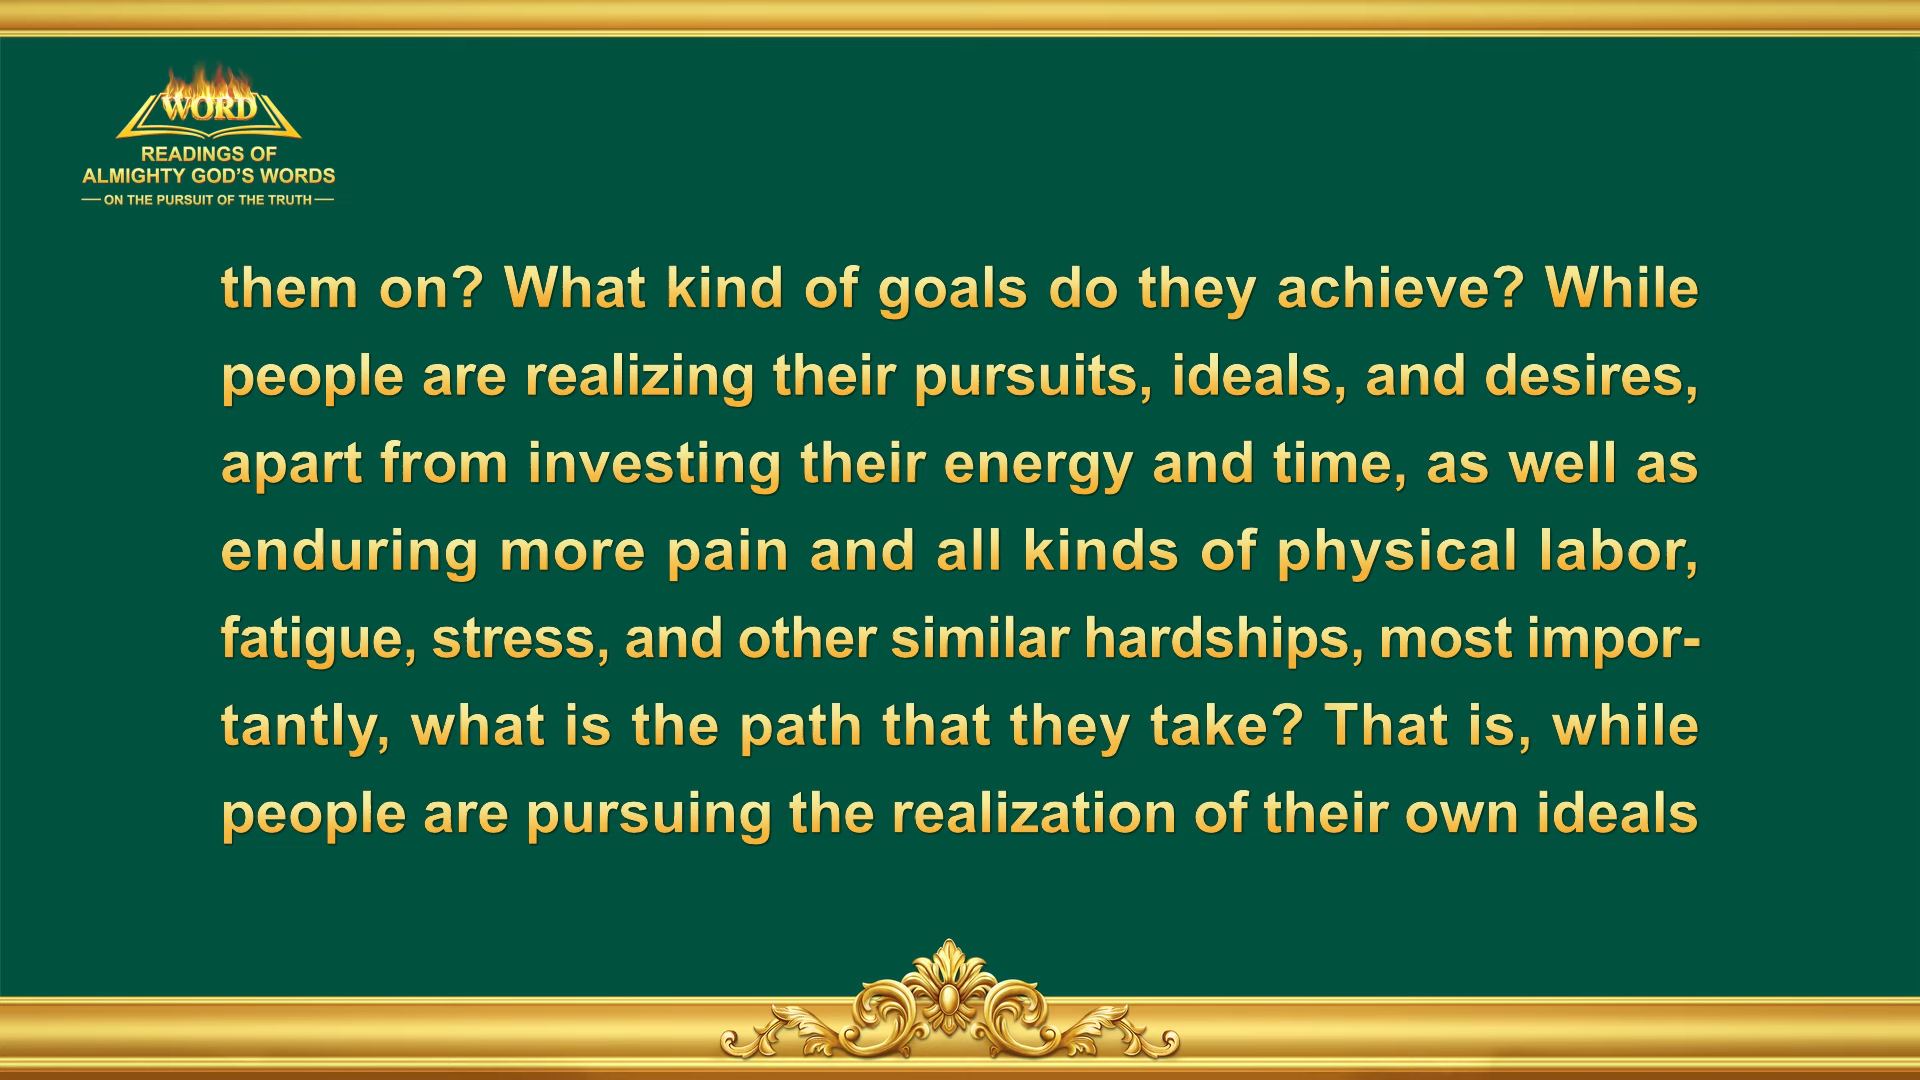 WORD
READINGS OF
ALMIGHTY GOD'S WORDS
ON THE PURSUIT OF THE TRUTH
them on? What kind of goals do they achieve? While
people are realizing their pursuits, ideals, and desires,
apart from investing their energy and time, as well as
enduring more pain and all kinds of physical labor,
fatigue, stress, and other similar hardships, most impor-
tantly, what is the path that they take? That is, while
people are pursuing the realization of their own ideals